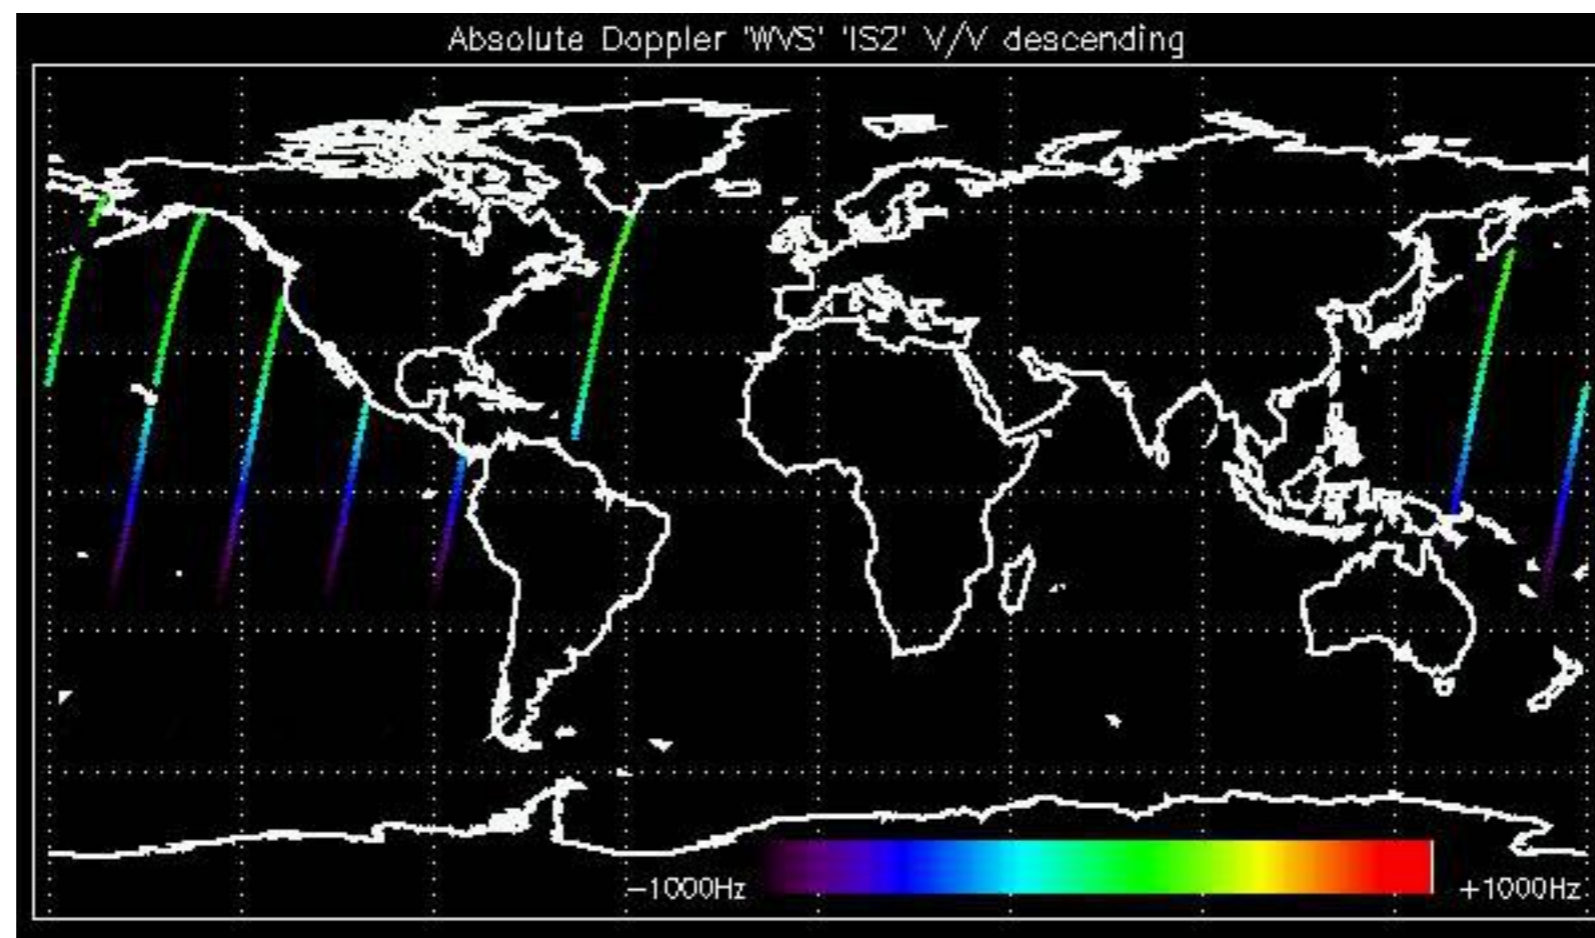 Absolute Doppler 'WVS' 'IS2' V/V descending
−1000Hz
+1000Hz